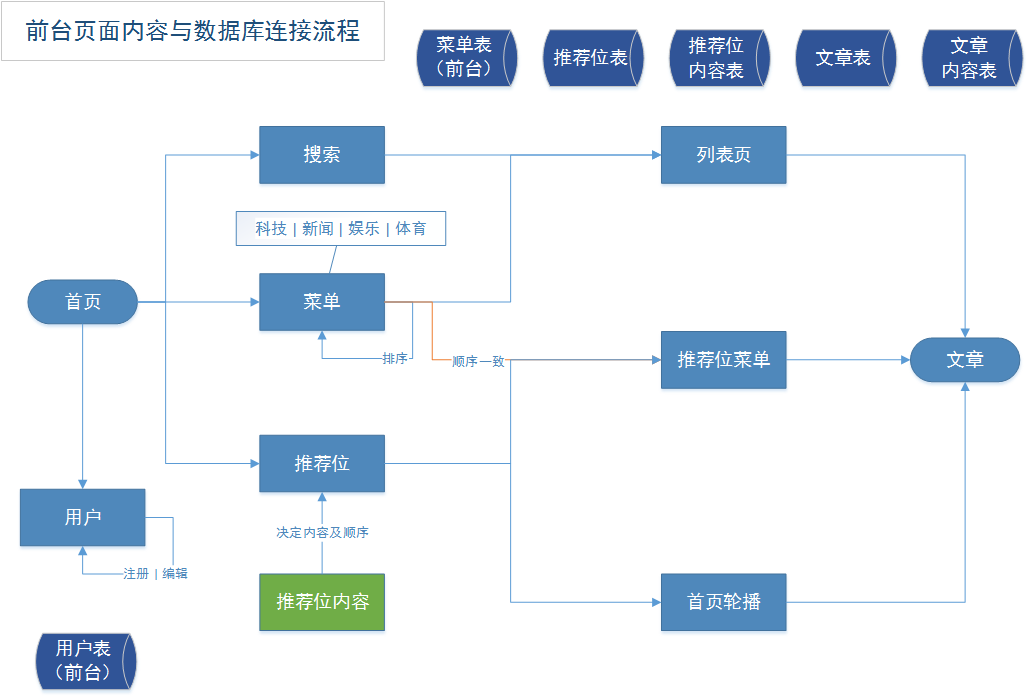 前台页面内容与数据库连接流程
菜单表
（前台）
推荐位表
推荐位
内容表
文章表
文章
内容表
搜索
列表页
科技 | 新闻 | 娱乐 | 体育
首页
菜单
排序
顺序一致
推荐位菜单
文章
推荐位
用户
决定内容及顺序
注册 | 编辑
推荐位内容
首页轮播
用户表
（前台）